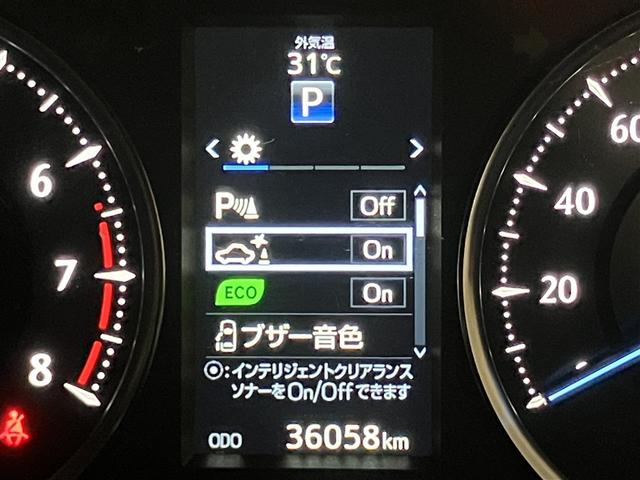 外気温
31℃
P
P Off
On
ECO On
ブザー音色
⦿:インテリジェントクリアランス
ソナーをOn/Offできます
ODO 36058km
6
7
8
60
40
20